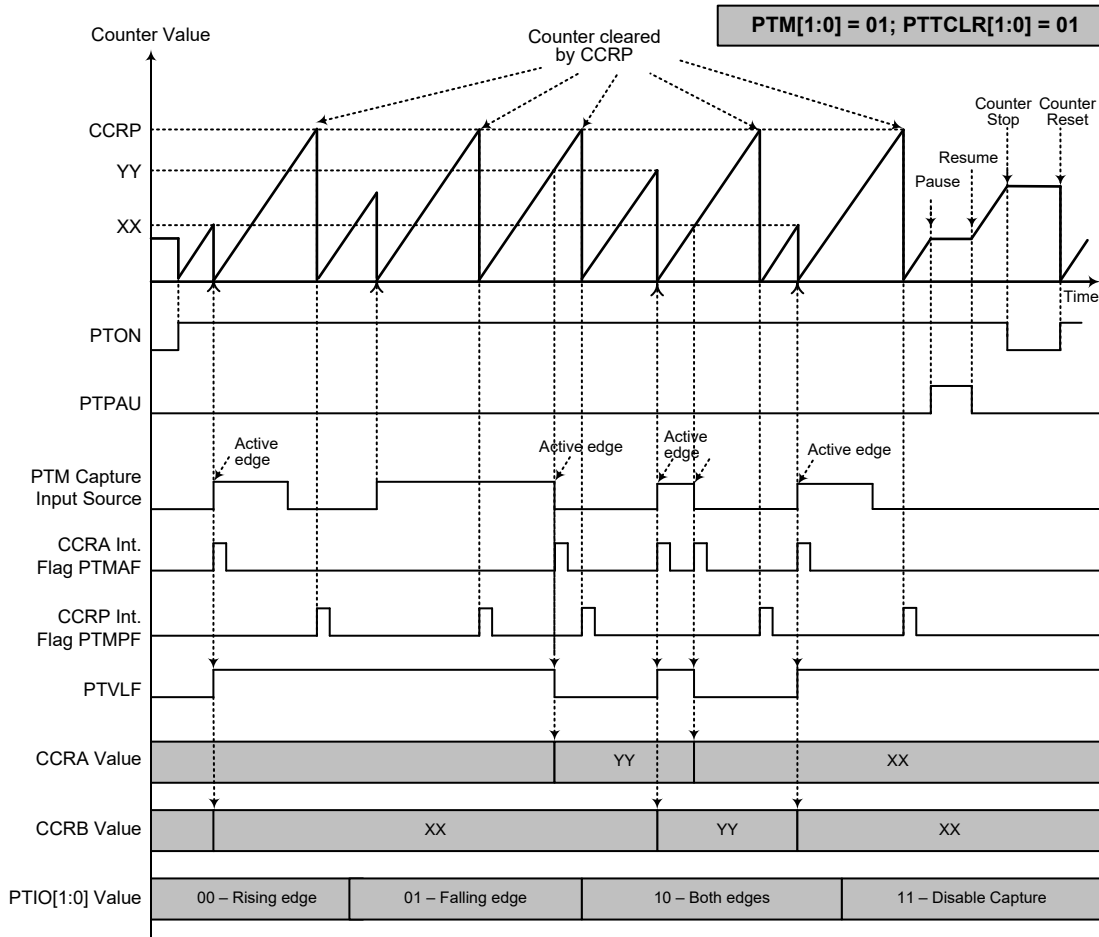 PTM[1:0] = 01; PTTCLR[1:0] = 01
Counter Value
Counter cleared
by CCRP
CCRP
YY
XX
Counter
Stop
Counter
Reset
Resume
Pause
Time
PTON
PTPAU
PTM Capture
Input Source
Active
edge
Active edge
Active
edge
Active edge
CCRA Int.
Flag PTMAF
CCRP Int.
Flag PTMPF
PTVLF
CCRA Value
YY
XX
CCRB Value
XX
YY
XX
PTIO[1:0] Value
00 – Rising edge
01 – Falling edge
10 – Both edges
11 – Disable Capture